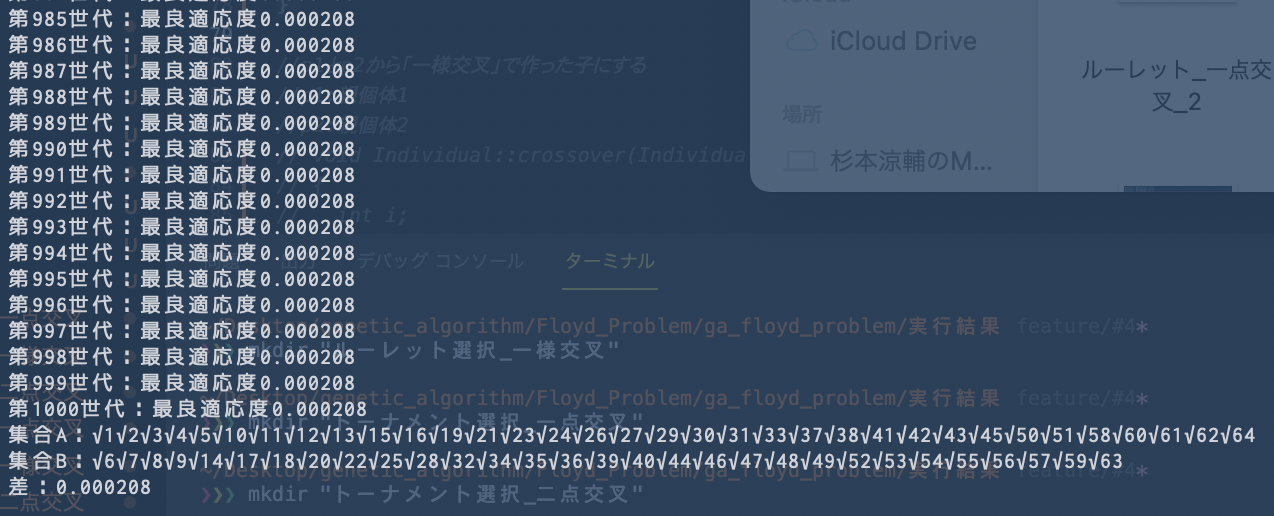 第985世代：最良適応度0.000208
第986世代：最良適応度0.000208
第987世代：最良適応度0.000208
第988世代：最良適応度0.000208
第989世代：最良適応度0.000208
第990世代：最良適応度0.000208
第991世代：最良適応度0.000208
第992世代：最良適応度0.000208
第993世代：最良適応度0.000208
第994世代：最良適応度0.000208
第995世代：最良適応度0.000208
第996世代：最良適応度0.000208
第997世代：最良適応度0.000208
第998世代：最良適応度0.000208
第999世代：最良適応度0.000208
第1000世代：最良適応度0.000208
集合A：√1√2√3√4√5√10√11√12√13√15√16√19√21√23√24√26√27√29√30√31√33√37√38√41√42√43√45√50√51√58√60√61√62√64
集合B：√6√7√8√9√14√17√18√20√22√25√28√32√34√35√36√39√40√44√46√47√48√49√52√53√54√55√56√57√59√63
差：0.000208
から「一様交叉」で作った子にする
個体1
個体2
void Individual::crossover(Individua
int i;
デバッグ コンソール
ターミナル
~/Desktop/genetic_algorithm/Floyd_Problem/ga_floyd_problem/実行結果 feature/#4*
❯❯❯ mkdir "ルーレット選択_一様交叉"
~/Desktop/genetic_algorithm/Floyd_Problem/ga_floyd_problem/実行結果 feature/#4*
❯❯❯ mkdir "トーナメント選択_一点交叉"
~/Desktop/genetic_algorithm/Floyd_Problem/ga_floyd_problem/実行結果 feature/#4*
❯❯❯ mkdir "トーナメント選択_二点交叉"
iCloud
iCloud Drive
場所
杉本涼輔のM...
ルーレット_一点交
叉_2